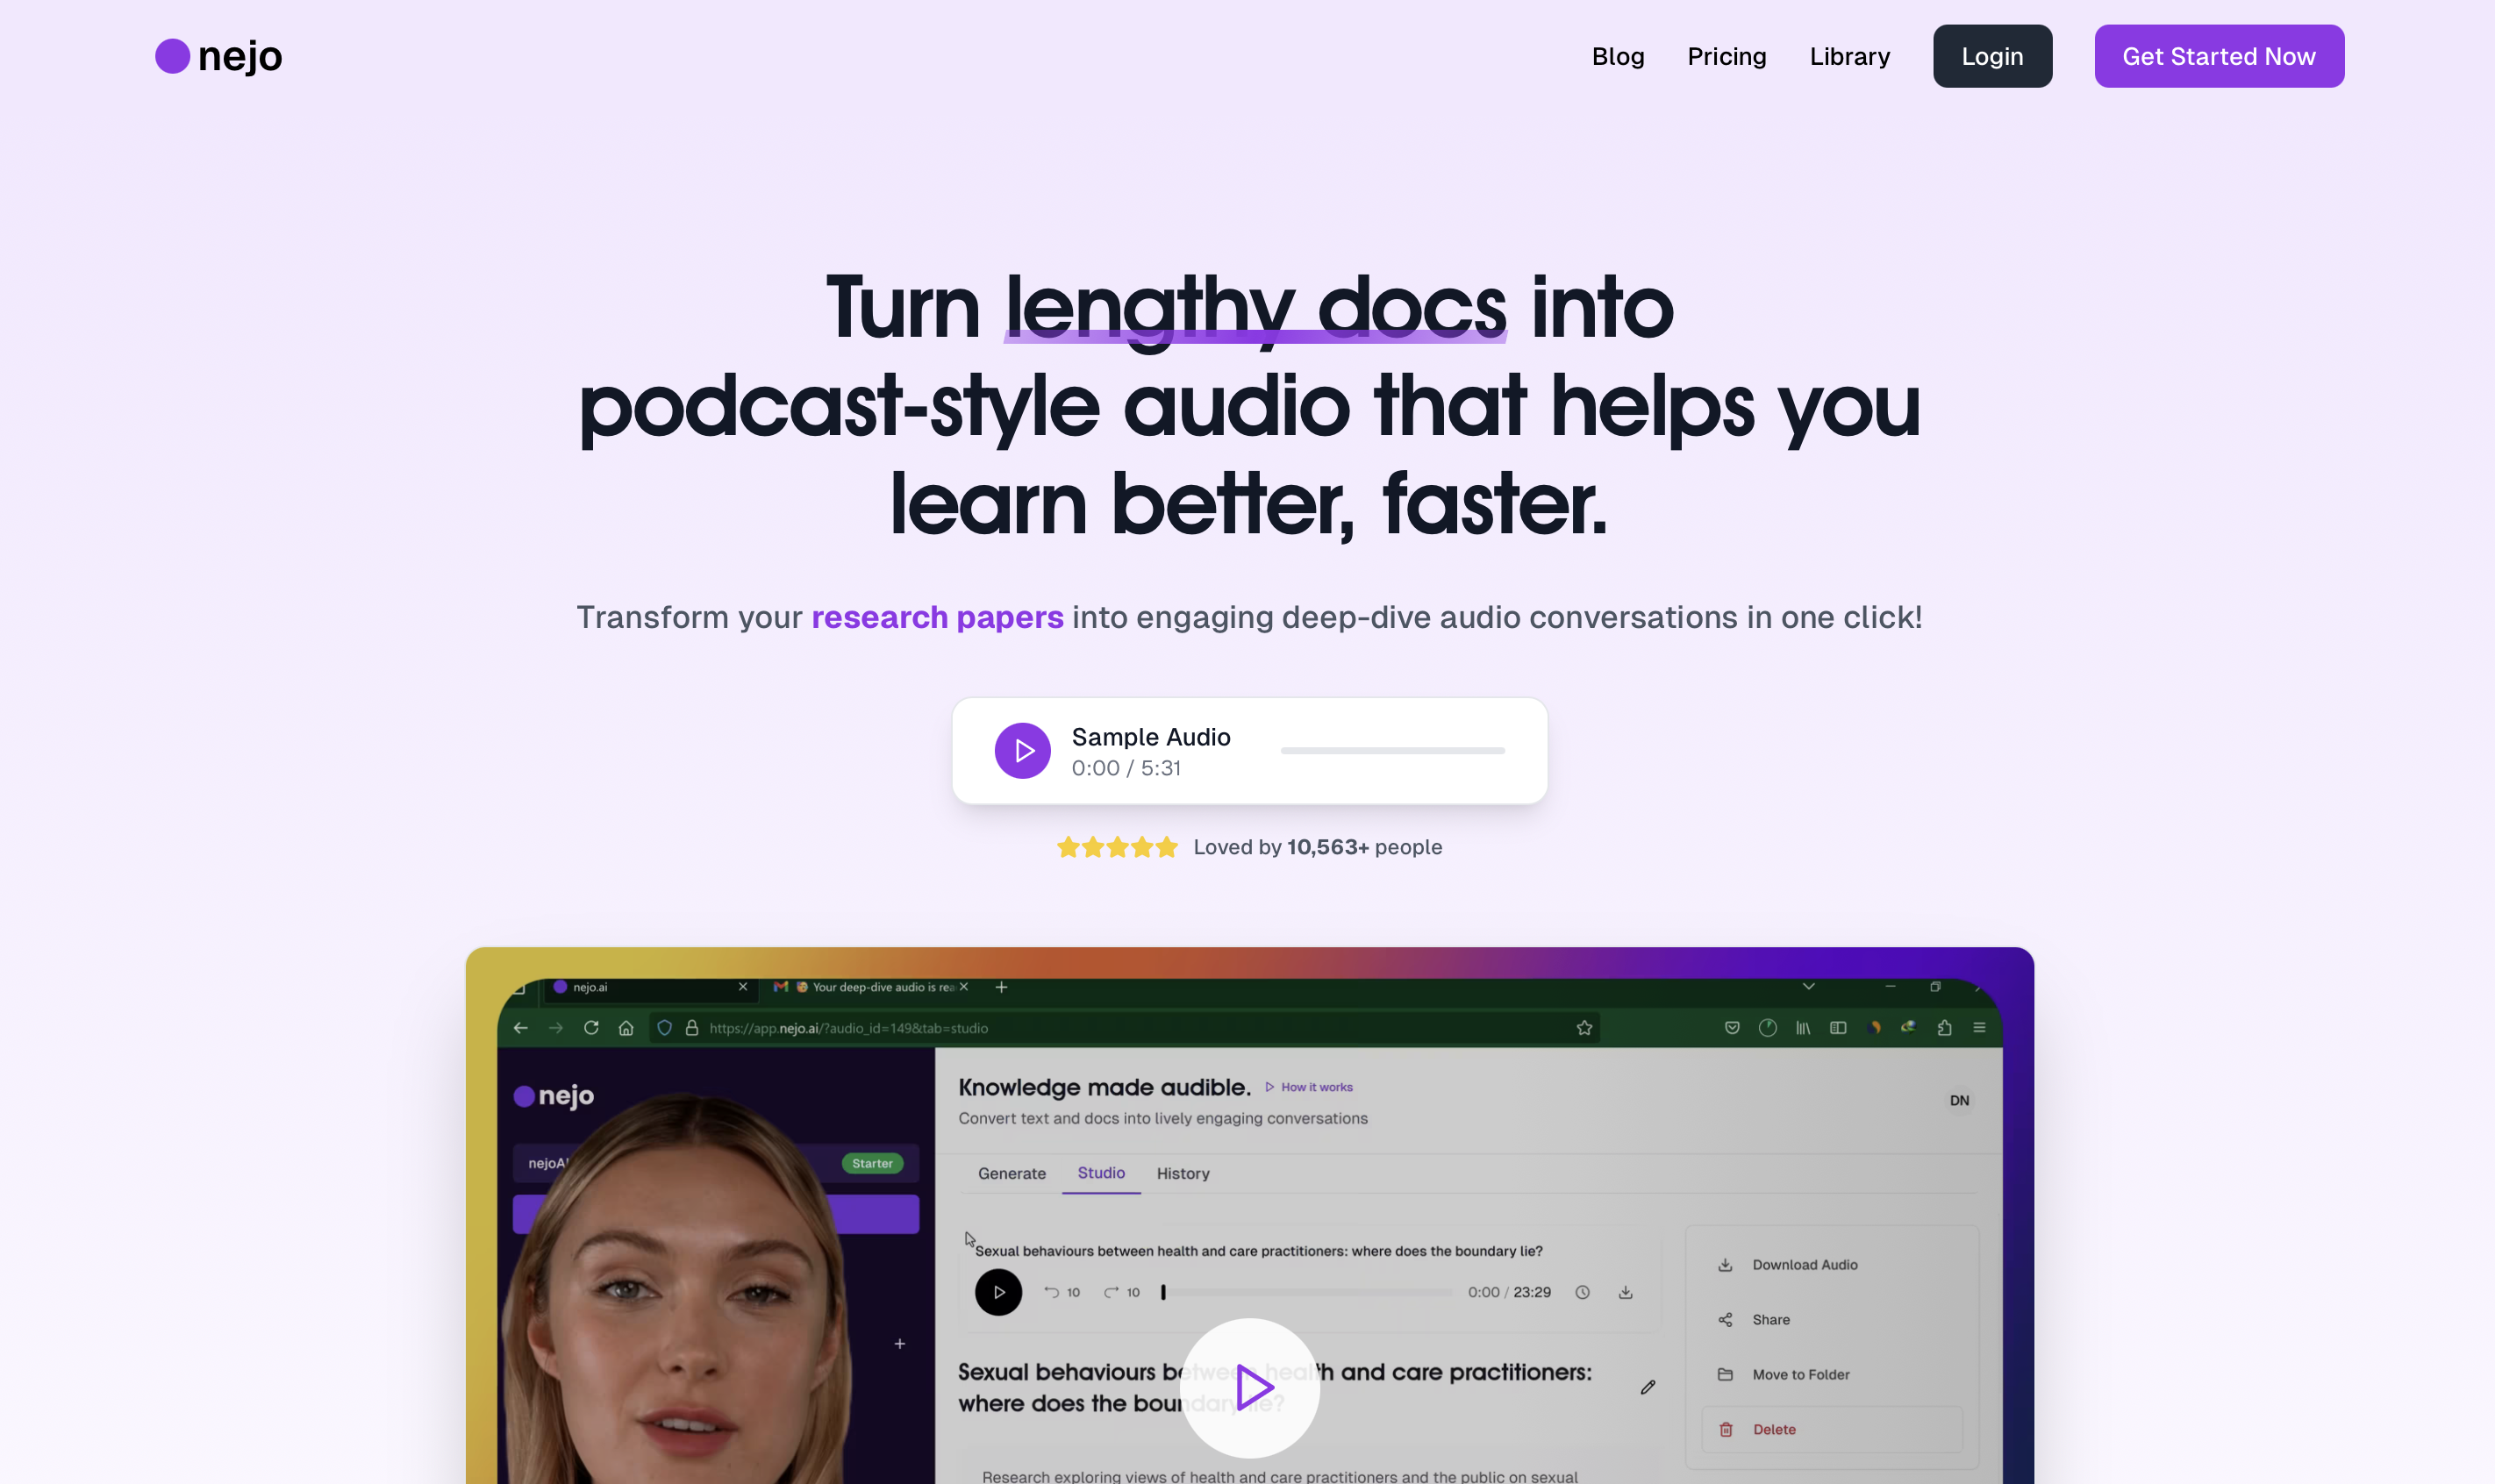 nejo
Blog
Pricing
Library
Login
Get Started Now
Turn lengthy docs into
podcast-style audio that helps you
learn better, faster.
Transform your research papers into engaging deep-dive audio conversations in one click!
Sample Audio
0:00 / 5:31
Loved by 10,563+ people
nejo.ai
Your deep-dive audio is rea
https://app.nejo.ai/?audio_id=149&tab=studio
nejo
Knowledge made audible.
How it works
DN
Convert text and docs into lively engaging conversations
nejoAI
Starter
Generate
Studio
History
Sexual behaviours between health and care practitioners: where does the boundary lie?
10
10
0:00 / 23:29
Download Audio
Share
Move to Folder
Delete
Sexual behaviours between health and care practitioners:
where does the boundary lie?
Research exploring views of health and care practitioners and the public on sexual